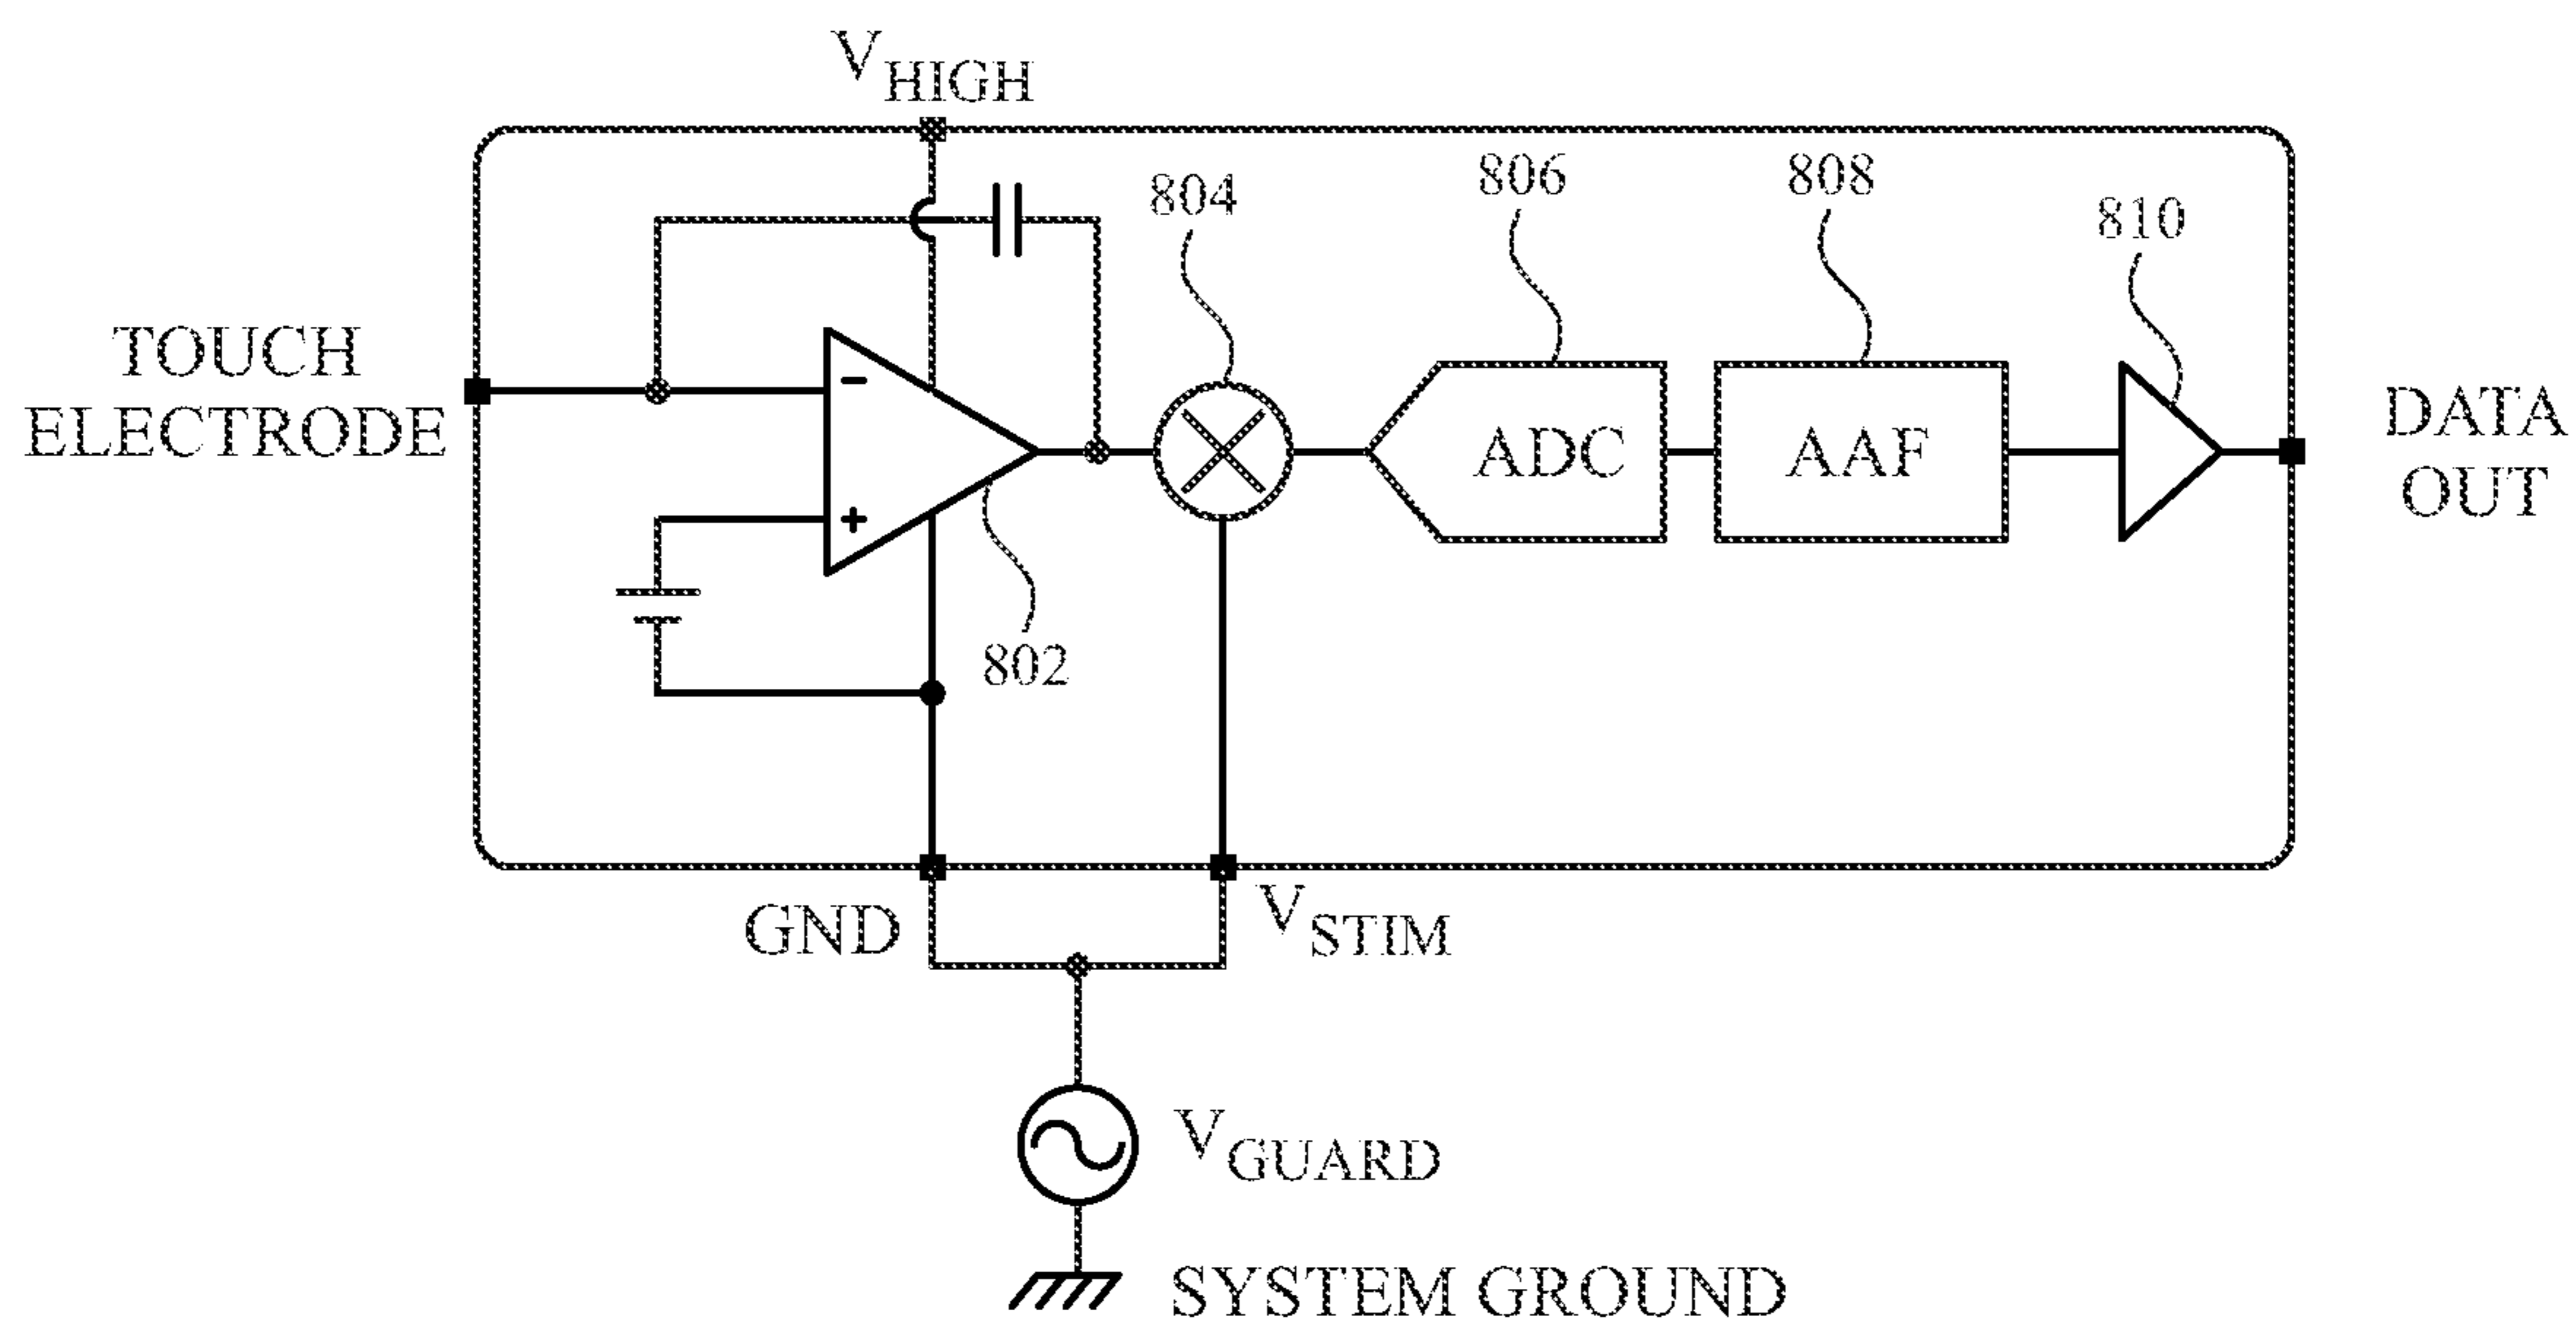 VHIGH
804
806
808
810
TOUCH
ELECTRODE
−
+
802
ADC
AAF
DATA
OUT
GND
VSTIM
VGUARD
SYSTEM GROUND